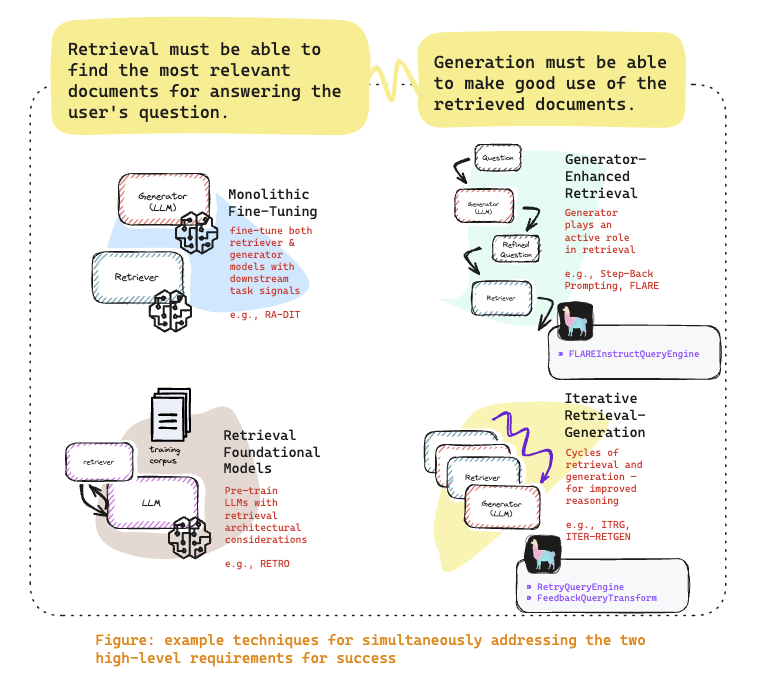 Retrieval must be able to
find the most relevant
documents for answering the
user's question.
Generation must be able
to make good use of the
retrieved documents.
Generator
(LLM)
Retriever
Monolithic
Fine-Tuning
fine-tune both
retriever &
generator
models with
downstream
task signals
e.g., RA-DIT
Question
Generator
(LLM)
Refined
Question
Retriever
Generator-
Enhanced
Retrieval
Generator
plays an
active role
in retrieval
e.g., Step-Back
Prompting, FLARE
FLAREInstructQueryEngine
training
corpus
retriever
LLM
Retrieval
Foundational
Models
Pre-train
LLMs with
retrieval
architectural
considerations
e.g., RETRO
Retriever
Generator
(LLM)
Iterative
Retrieval-
Generation
Cycles of
retrieval and
generation —
for improved
reasoning
e.g., ITRG,
ITER-RETGEN
RetryQueryEngine
FeedbackQueryTransform
Figure: example techniques for simultaneously addressing the two
high-level requirements for success